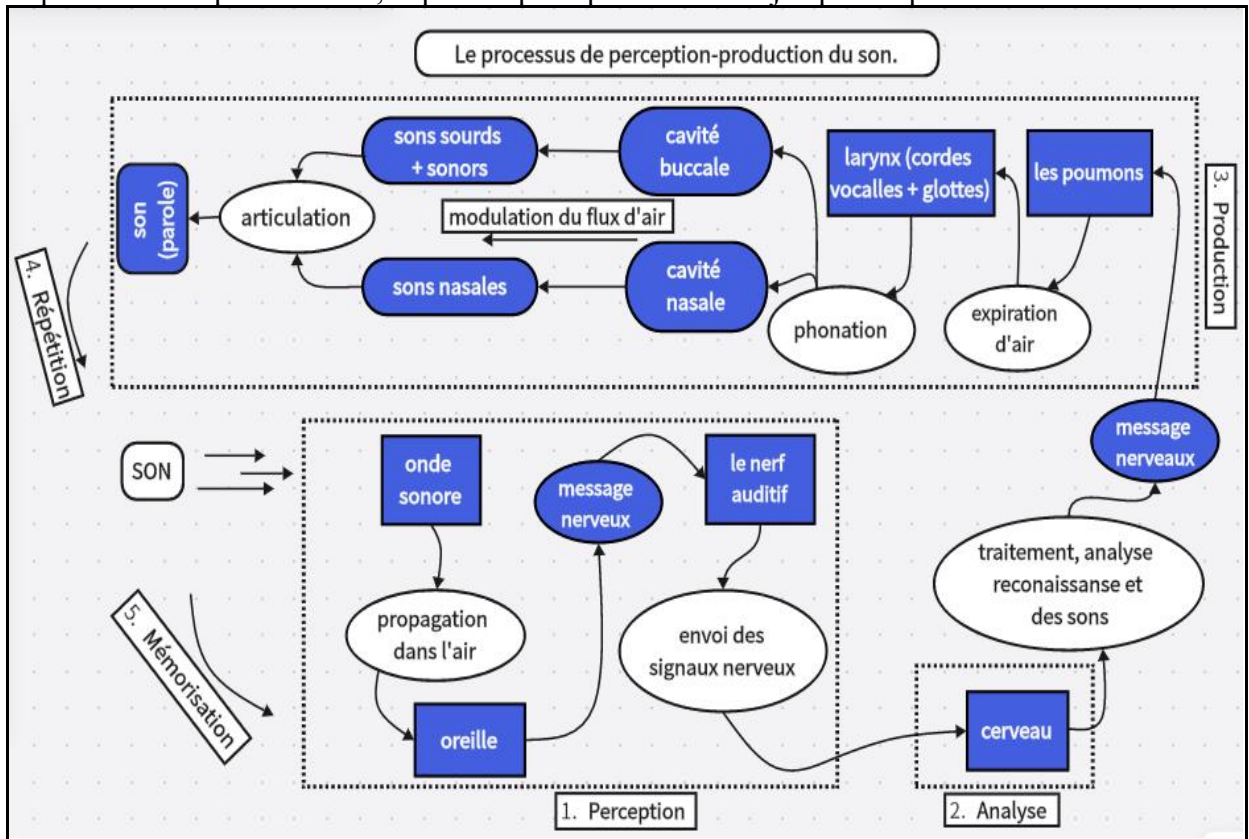 Le processus de perception-production du son.
sons sourds
+ sonors
cavité
buccale
larynx (cordes
vocalles + glottes)
les poumons
son
(parole)
articulation
modulation du flux d'air
sons nasales
cavité
nasale
phonation
expiration
d'air
3. Production
4. Répétition
SON
onde
sonore
message
nerveux
le nerf
auditif
message
nerveaux
propagation
dans l'air
envoi des
signaux nerveux
traitement, analyse
reconaissanse et
des sons
5. Mémorisation
oreille
cerveau
1. Perception
2. Analyse